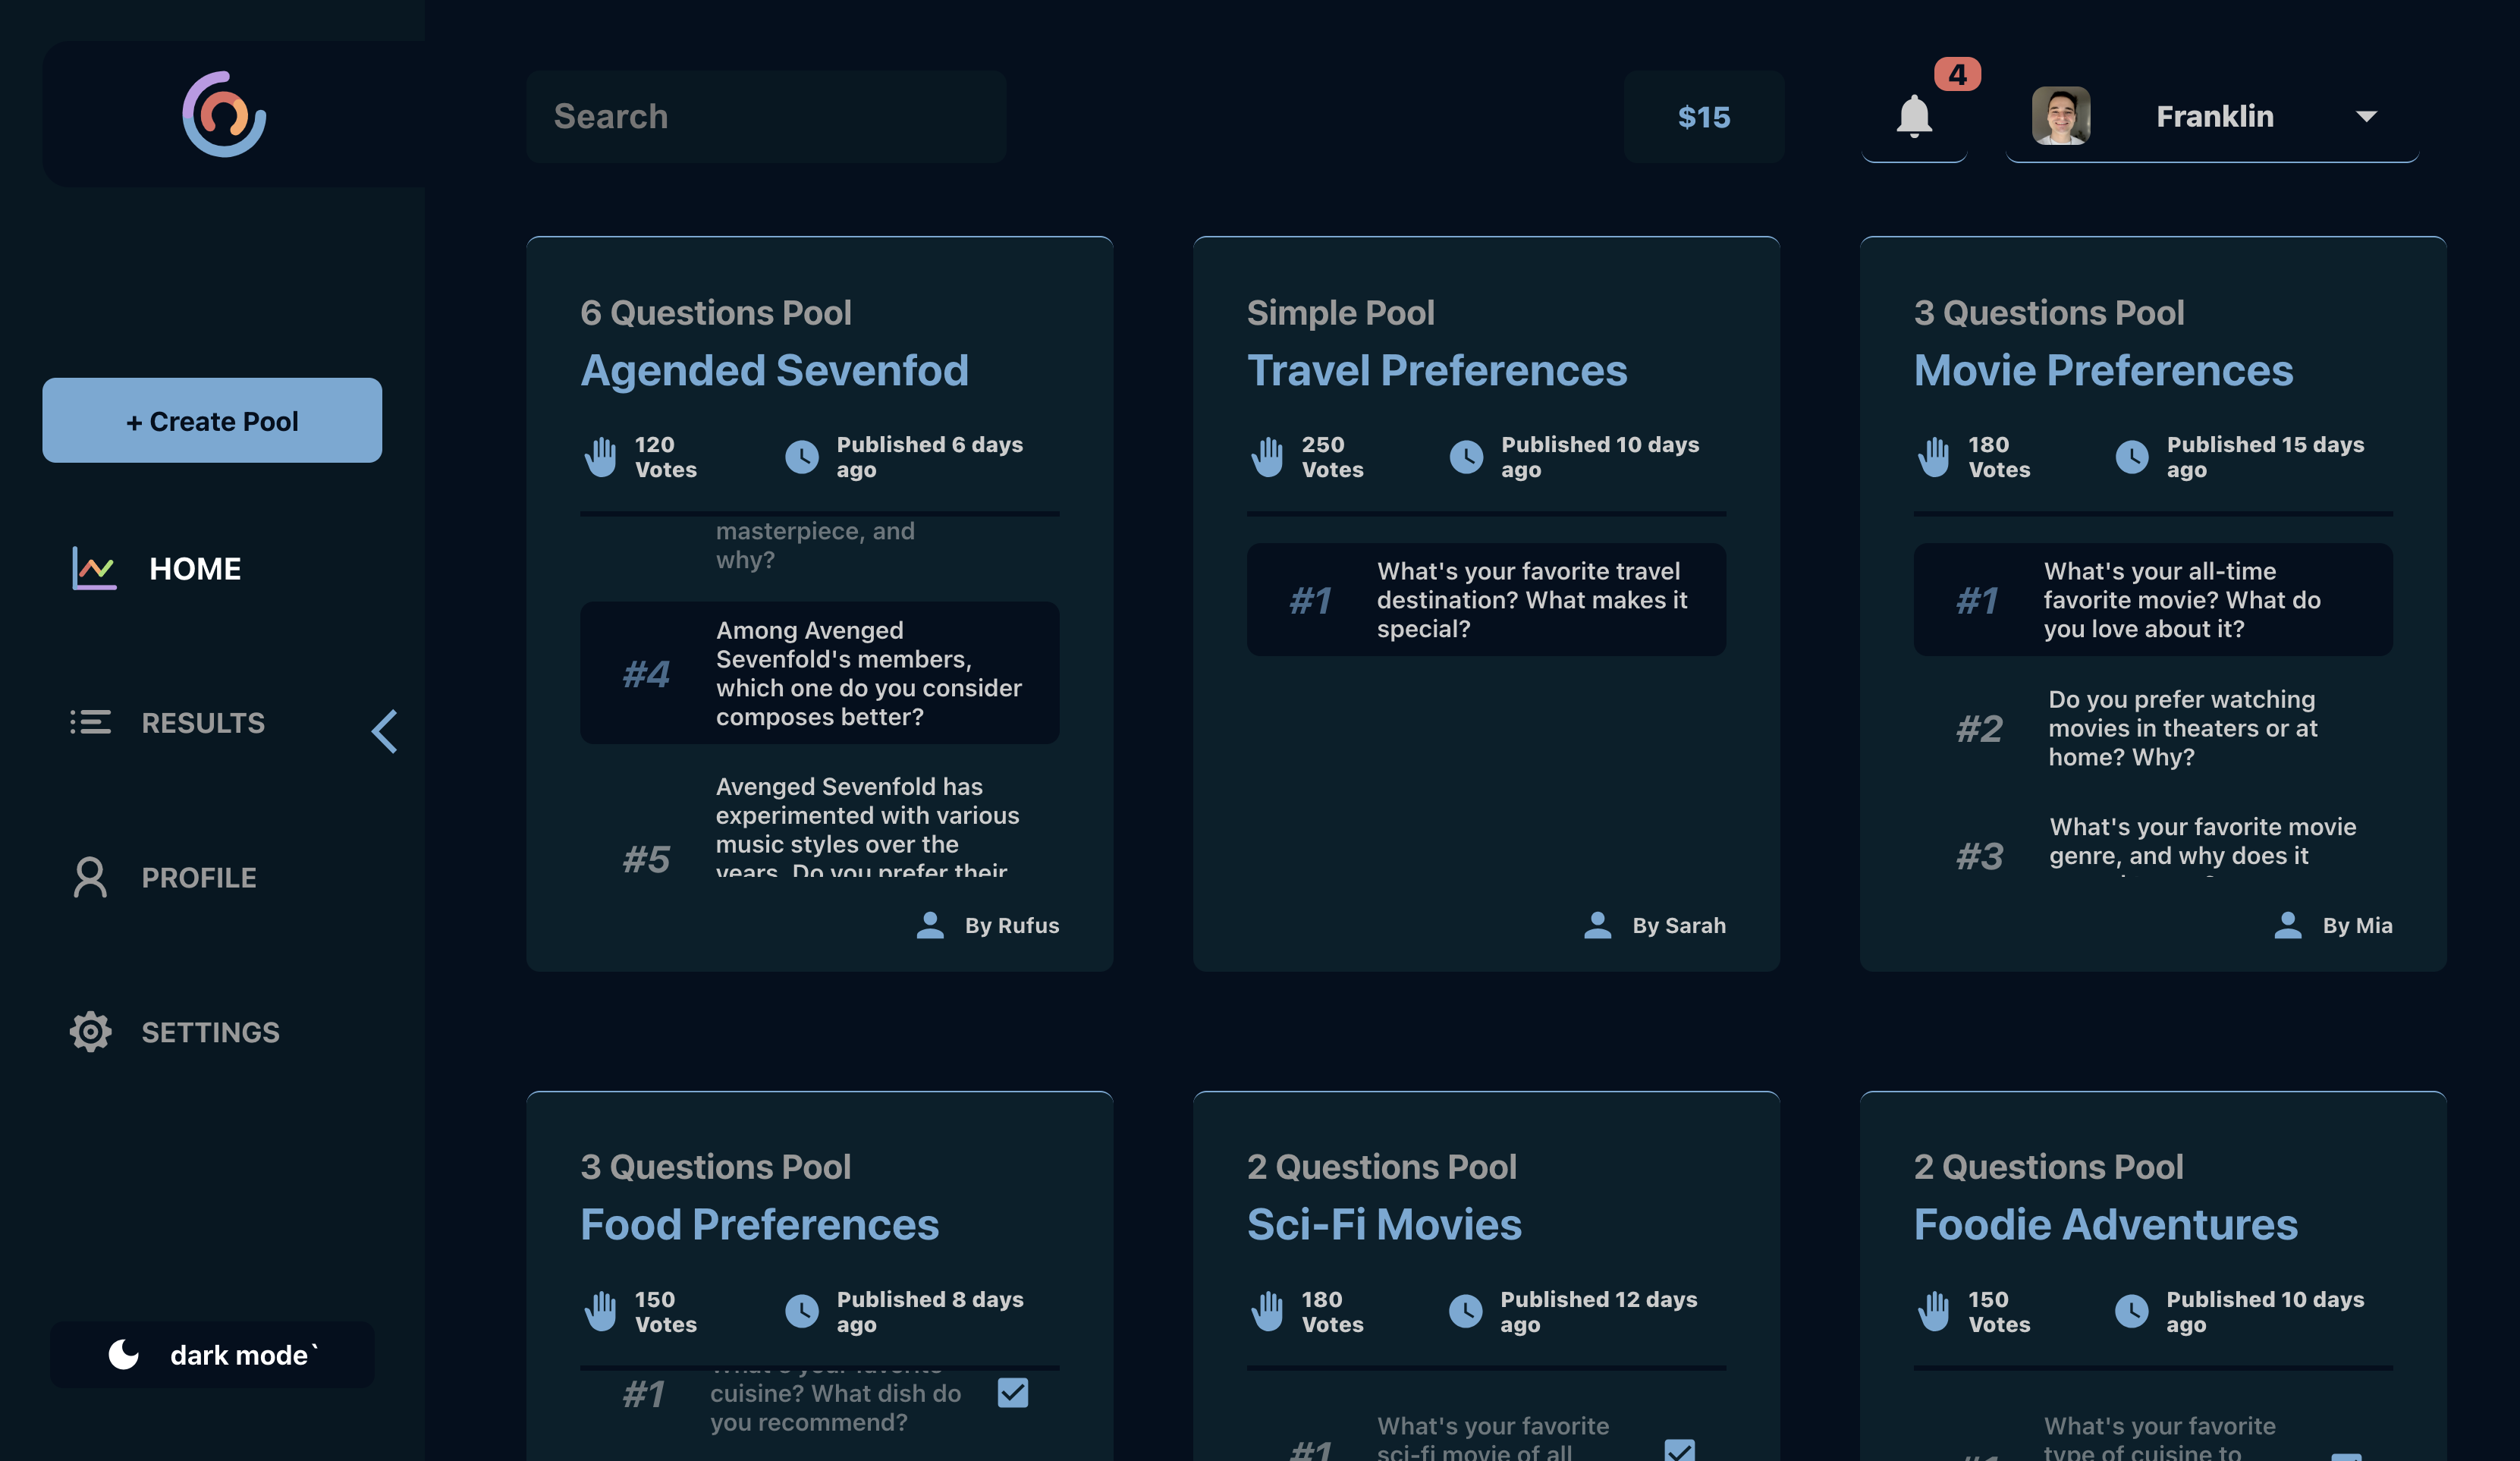 Search
$15
4
Franklin
+ Create Pool
HOME
RESULTS
PROFILE
SETTINGS
dark mode`
6 Questions Pool
Agended Sevenfod
120
Votes
Published 6 days
ago
masterpiece, and
why?
#4
Among Avenged
Sevenfold's members,
which one do you consider
composes better?
#5
Avenged Sevenfold has
experimented with various
music styles over the
years. Do you prefer their
By Rufus
Simple Pool
Travel Preferences
250
Votes
Published 10 days
ago
#1
What's your favorite travel
destination? What makes it
special?
By Sarah
3 Questions Pool
Movie Preferences
180
Votes
Published 15 days
ago
#1
What's your all-time
favorite movie? What do
you love about it?
#2
Do you prefer watching
movies in theaters or at
home? Why?
#3
What's your favorite movie
genre, and why does it
By Mia
3 Questions Pool
Food Preferences
150
Votes
Published 8 days
ago
#1
What's your favorite
cuisine? What dish do
you recommend?
2 Questions Pool
Sci-Fi Movies
180
Votes
Published 12 days
ago
#1
What's your favorite
sci-fi movie of all
2 Questions Pool
Foodie Adventures
150
Votes
Published 10 days
ago
What's your favorite
type of cuisine to